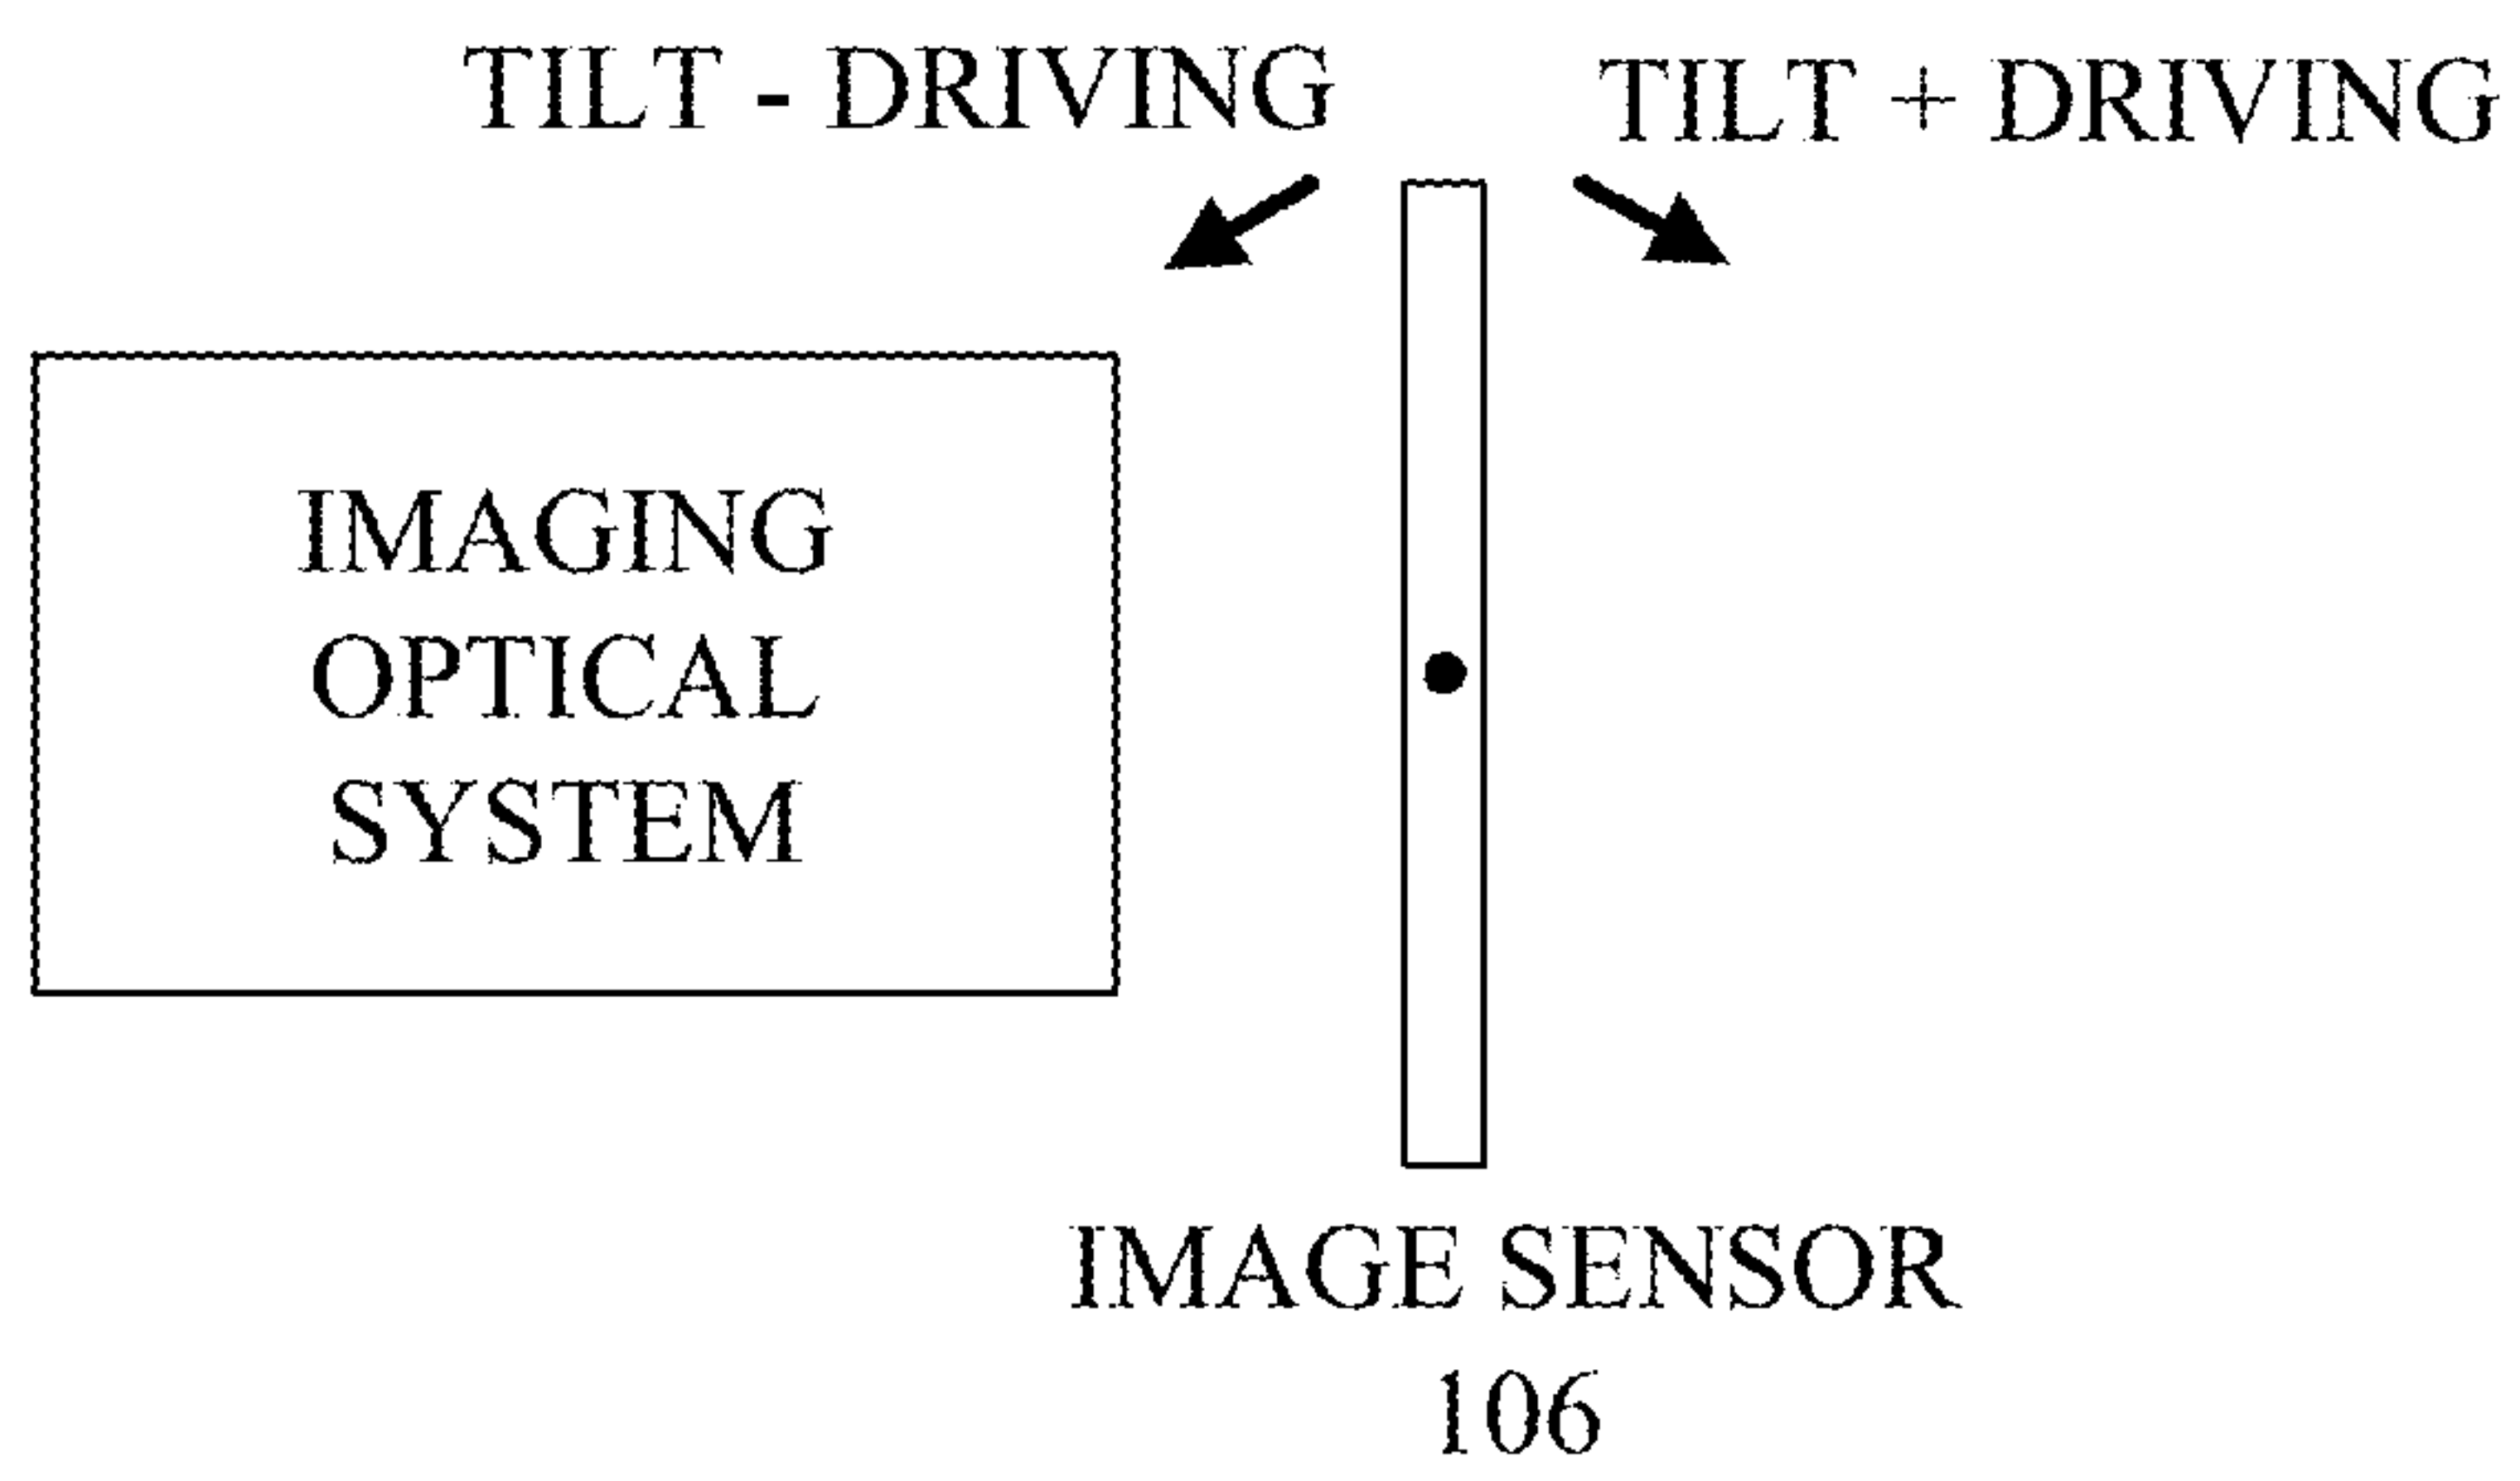 TILT - DRIVING
TILT + DRIVING
IMAGING
OPTICAL
SYSTEM
IMAGE SENSOR
106